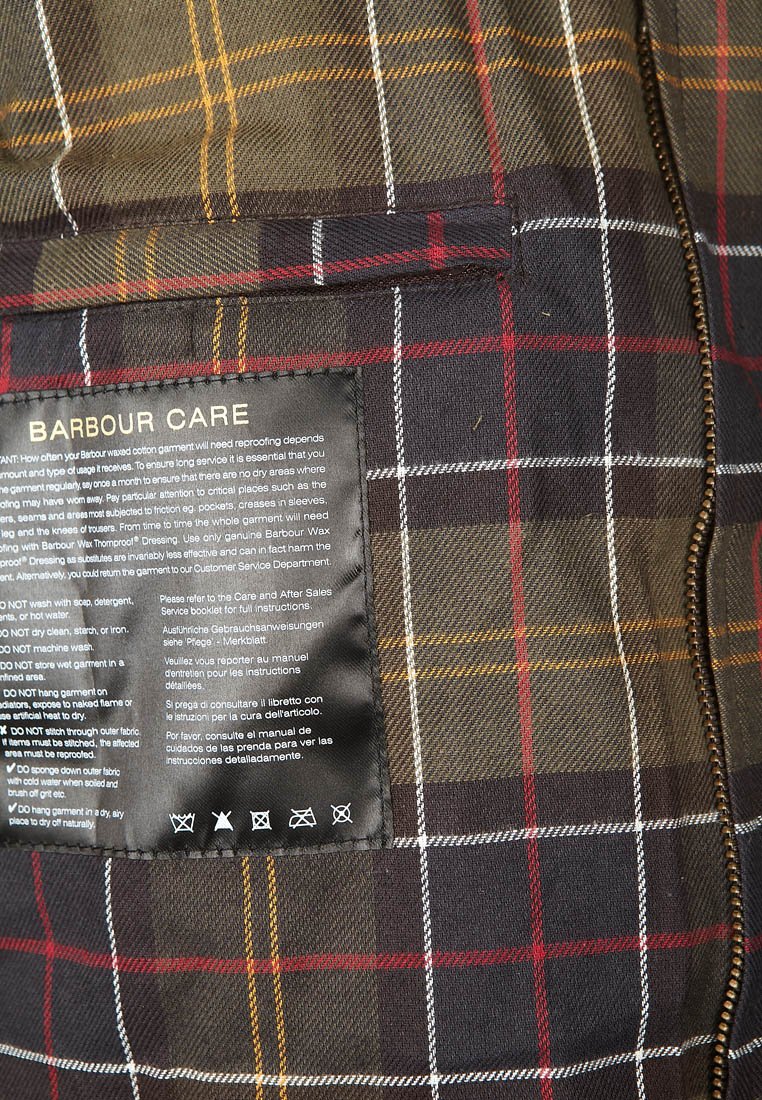 BARBOUR CARE
TANT: How often your Barbour waxed cotton garment will need reproofing depends
mount and type of usage it receives. To ensure long service it is essential that you
he garment regularly, say once a month to ensure that there are no dry areas where
ofing may have worn away. Pay particular attention to critical places such as the
ers, seams and areas most subjected to friction eg. pockets, creases in sleeves,
leg and the knees of trousers. From time to time the whole garment will need
fing with Barbour Wax Thornproof® Dressing. Use only genuine Barbour Wax
proof® Dressing as substitutes are invariably less effective and can in fact harm the
ent. Alternatively, you could return the garment to our Customer Service Department.
DO NOT wash with soap, detergent,
ents, or hot water.
DO NOT dry clean, starch, or iron.
DO NOT machine wash.
DO NOT store wet garment in a
nfined area.
DO NOT hang garment on
adiators, expose to naked flame or
use artificial heat to dry.
✘ DO NOT stitch through outer fabric.
If items must be stitched, the affected
area must be reproofed.
✔ DO sponge down outer fabric
with cold water when soiled and
brush off grit etc.
✔ DO hang garment in a dry, airy
place to dry off naturally.
Please refer to the Care and After Sales
Service booklet for full instructions.
Ausführliche Gebrauchsanweisungen
siehe 'Pflege'. - Merkblatt
Veuillez vous reporter au manuel
d'entretien pour les instructions
détaillées.
Si prega di consultare il libretto con
le istruzioni per la cura dell'articolo.
Por favor, consulte el manual de
cuidados de las prenda para ver las
instrucciones detalladamente.